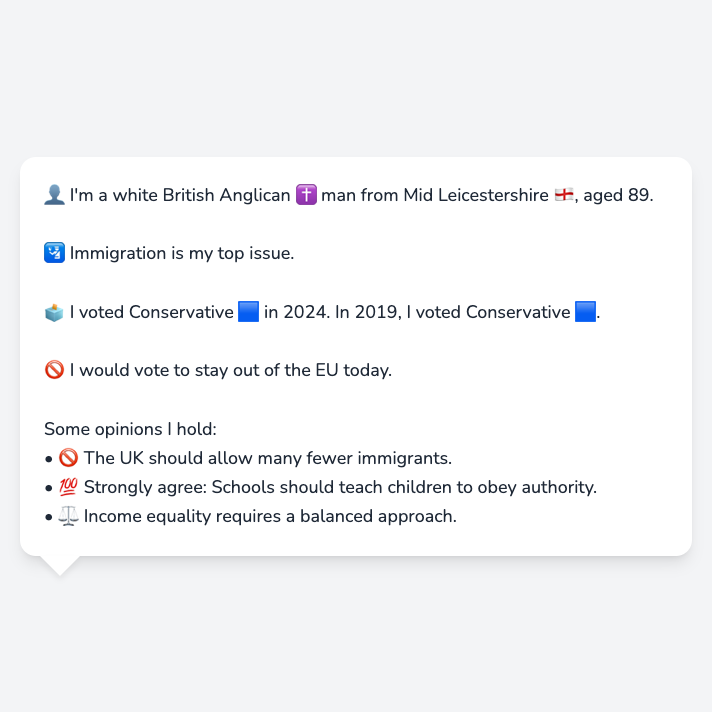 👤 I'm a white British Anglican ✝️ man from Mid Leicestershire 🏴󠁧󠁢󠁥󠁮󠁧󠁿, aged 89.
🛂 Immigration is my top issue.
🗳️ I voted Conservative 🟦 in 2024. In 2019, I voted Conservative 🟦.
🚫 I would vote to stay out of the EU today.
Some opinions I hold:
• 🚫 The UK should allow many fewer immigrants.
• 💯 Strongly agree: Schools should teach children to obey authority.
• ⚖️ Income equality requires a balanced approach.